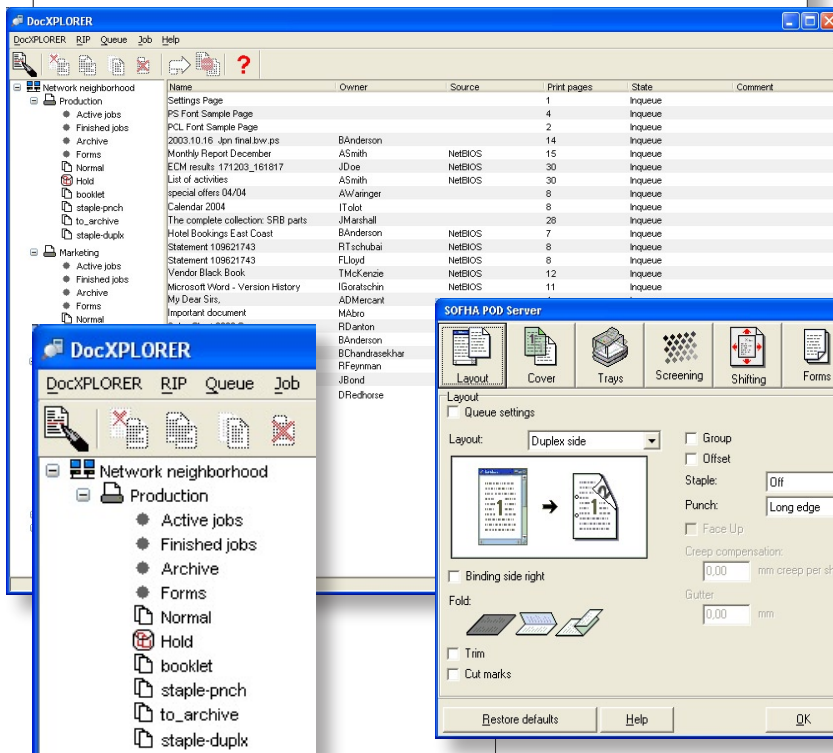 DocXPLORER
DocXPLORER RIP Queue Job Help
Network neighborhood
Production
Active jobs
Finished jobs
Archive
Forms
Normal
Hold
booklet
staple-pnch
to_archive
staple-duplx
Marketing
Active jobs
Finished jobs
Archive
Forms
Normal
Name Owner Source Print pages State Comment
Settings Page 1 Inqueue
PS Font Sample Page 4 Inqueue
PCL Font Sample Page 2 Inqueue
2003.10.16 Jpn final.bw.ps BAnderson 14 Inqueue
Monthly Report December ASmith NetBIOS 15 Inqueue
ECM results 171203_161817 JDoe NetBIOS 30 Inqueue
List of activities ASmith NetBIOS 30 Inqueue
special offers 04/04 AWaringer 8 Inqueue
Calendar 2004 ITolot 8 Inqueue
The complete collection: SRB parts JMarshall 28 Inqueue
Hotel Bookings East Coast BAnderson NetBIOS 7 Inqueue
Statement 109621743 RTschubai NetBIOS 8 Inqueue
Statement 109621743 FLloyd NetBIOS 8 Inqueue
Vendor Black Book TMcKenzie NetBIOS 12 Inqueue
Microsoft Word - Version History IGoratschin NetBIOS 11 Inqueue
My Dear Sirs, ADMercant
Important document MAbro
RDanton
BAnderson
BChandrasekhar
RFeynman
JBond
DRedhorse
DocXPLORER
DocXPLORER RIP Queue Job
Network neighborhood
Production
Active jobs
Finished jobs
Archive
Forms
Normal
Hold
booklet
staple-pnch
to_archive
staple-duplx
SOFHA POD Server
Layout Cover Trays Screening Shifting Forms
Layout
Queue settings
Layout: Duplex side
Group
Offset
Staple: Off
Punch: Long edge
Face Up
Creep compensation:
0,00 mm creep per sh
Gutter
0,00 mm
Binding side right
Fold:
Trim
Cut marks
Restore defaults Help OK